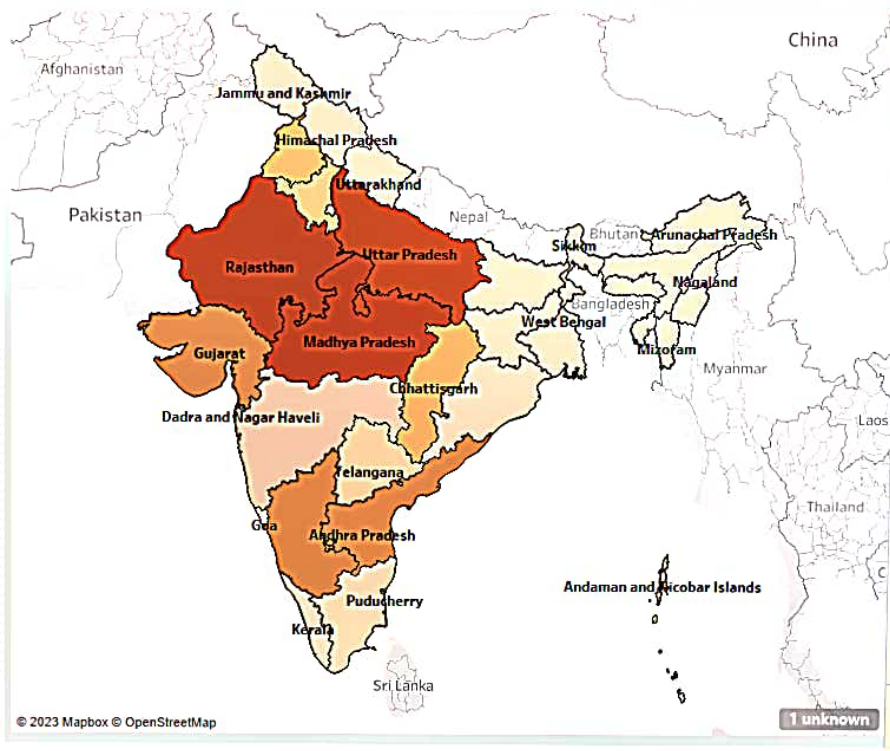 China
Afghanistan
Jammu and Kashmir
Himachal Pradesh
Uttarakhand
Pakistan
Nepal
Bhutan
Arunachal Pradesh
Sikkim
Uttar Pradesh
Rajasthan
Nagaland
Bangladesh
West Bengal
Madhya Pradesh
Mizoram
Gujarat
Myanmar
Chhattisgarh
Dadra and Nagar Haveli
Laos
Telangana
Thailand
Goa
Andhra Pradesh
Andaman and Nicobar Islands
C
Puducherry
Kerala
Sri Lanka
© 2023 Mapbox © OpenStreetMap
1 unknown